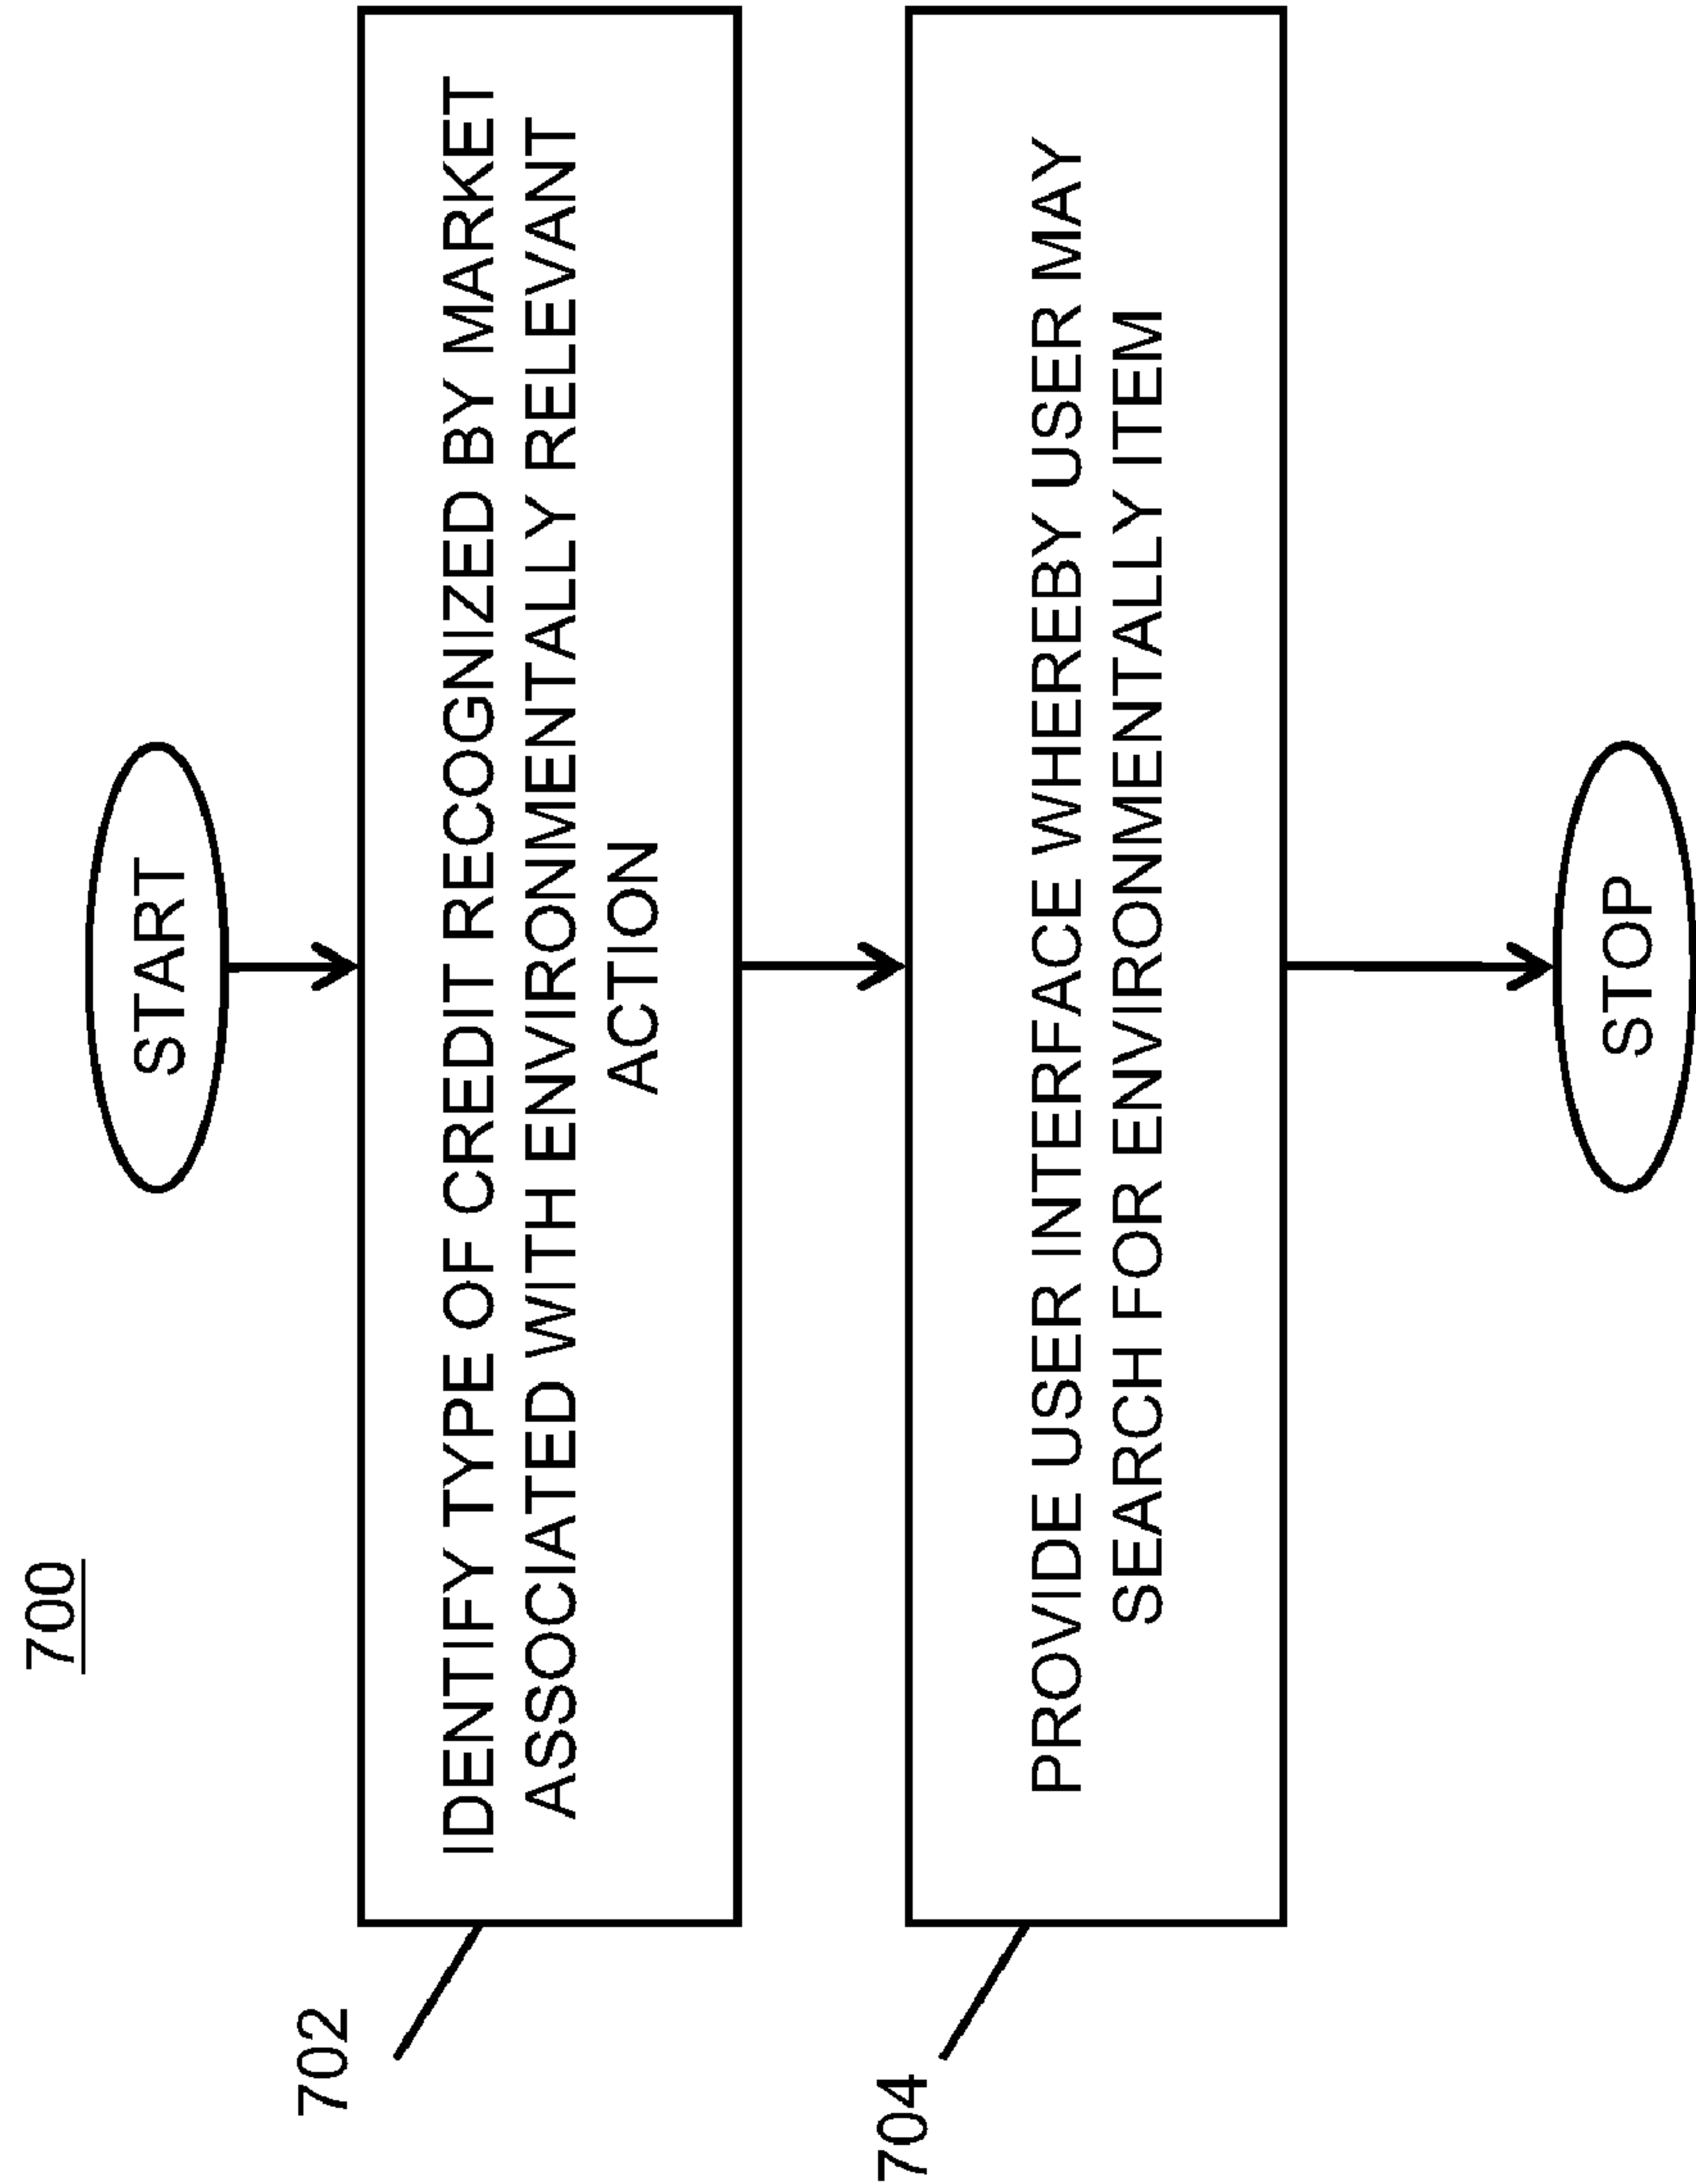 700
START
702
IDENTIFY TYPE OF CREDIT RECOGNIZED BY MARKET
ASSOCIATED WITH ENVIRONMENTALLY RELEVANT
ACTION
704
PROVIDE USER INTERFACE WHEREBY USER MAY
SEARCH FOR ENVIRONMENTALLY ITEM
STOP